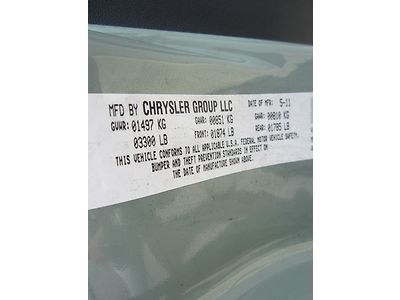 MFD BY CHRYSLER GROUP LLC
DATE OF MFR: 5-11
GVWR: 01497 KG
GAWR: 00851 KG
GAWR: 00810 KG
03300 LB
FRONT: 01874 LB
REAR: 01785 LB
THIS VEHICLE CONFORMS TO ALL APPLICABLE U.S.A. FEDERAL MOTOR VEHICLE SAFETY,
BUMPER AND THEFT PREVENTION STANDARDS IN EFFECT ON
THE DATE OF MANUFACTURE SHOWN ABOVE.